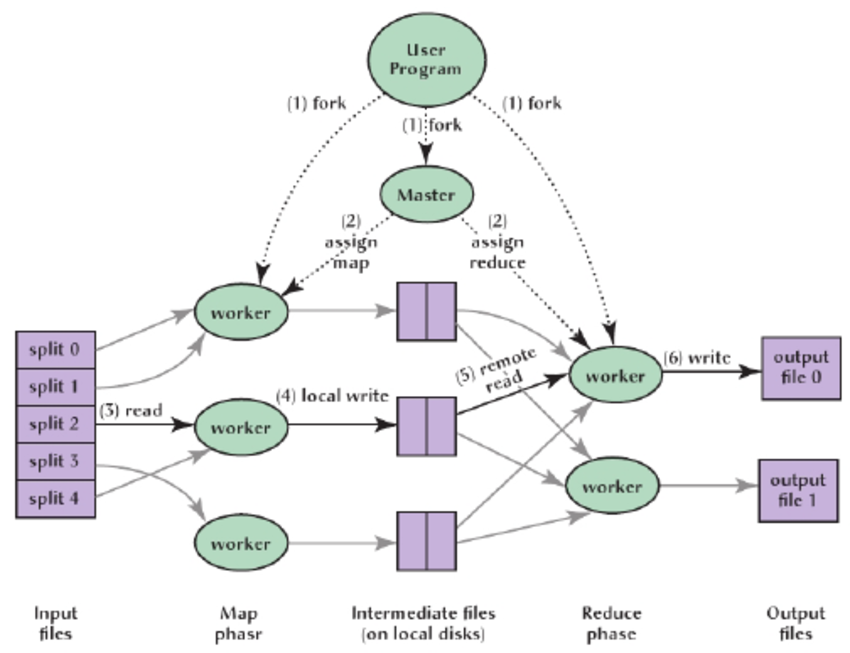 User
Program
(1) fork
(1) fork
(1) fork
Master
(2)
assign
map
(2)
assign
reduce
worker
split 0
split 1
split 2
split 3
split 4
(3) read
worker
(4) local write
(5) remote
read
worker
(6) write
output
file 0
worker
output
file 1
worker
Input
files
Map
phasr
Intermediate files
(on local disks)
Reduce
phase
Output
files